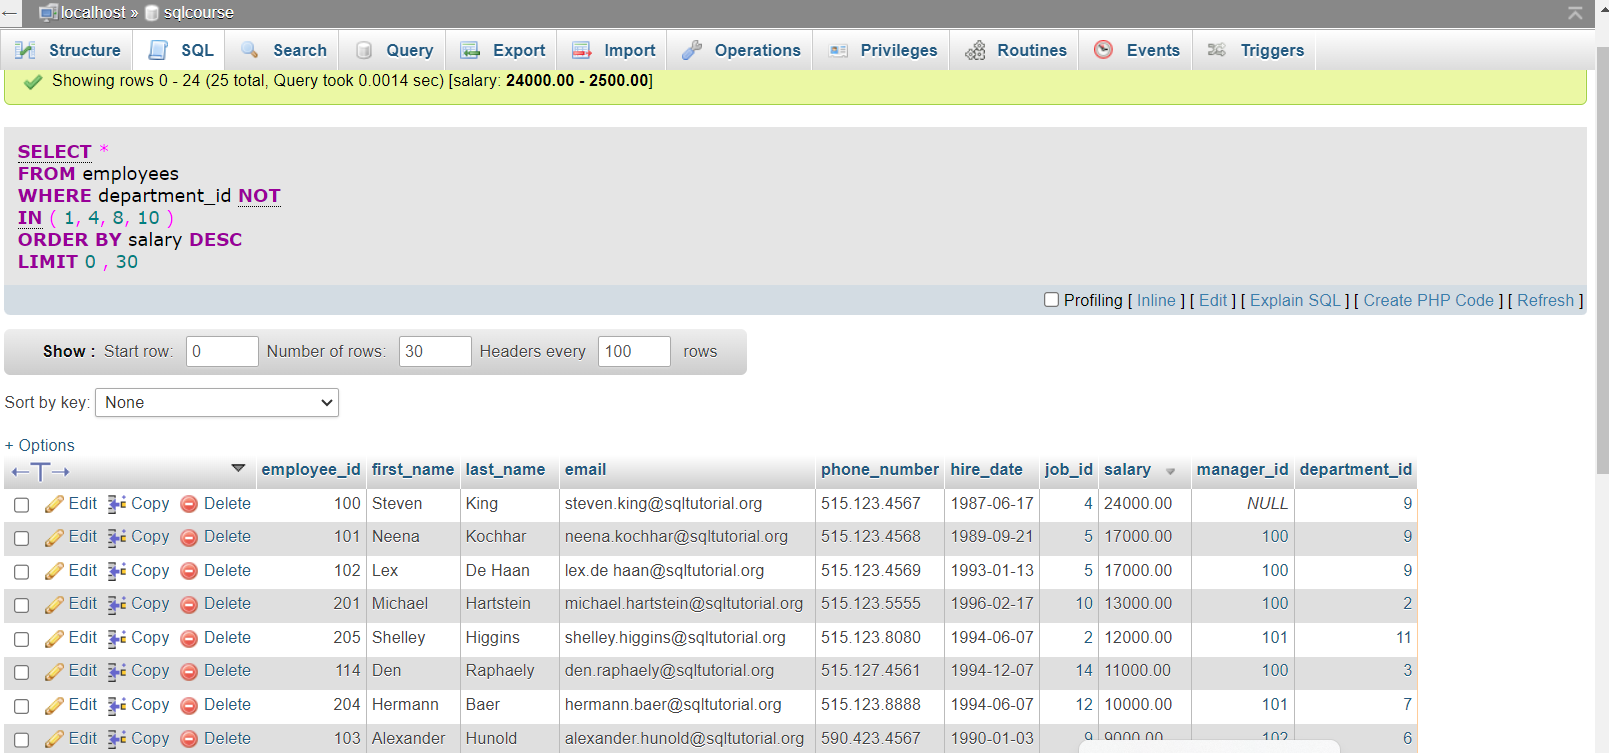 localhost » sqlcourse
Structure SQL Search Query Export Import Operations Privileges Routines Events Triggers
Showing rows 0 - 24 (25 total, Query took 0.0014 sec) [salary: 24000.00 - 2500.00]
SELECT *
FROM employees
WHERE department_id NOT
IN ( 1, 4, 8, 10 )
ORDER BY salary DESC
LIMIT 0 , 30
Profiling [ Inline ] [ Edit ] [ Explain SQL ] [ Create PHP Code ] [ Refresh ]
Show : Start row: 0 Number of rows: 30 Headers every 100 rows
Sort by key: None
+ Options
←T→ employee_id first_name last_name email phone_number hire_date job_id salary manager_id department_id
Edit Copy Delete 100 Steven King steven.king@sqltutorial.org 515.123.4567 1987-06-17 4 24000.00 NULL 9
Edit Copy Delete 101 Neena Kochhar neena.kochhar@sqltutorial.org 515.123.4568 1989-09-21 5 17000.00 100 9
Edit Copy Delete 102 Lex De Haan lex.de haan@sqltutorial.org 515.123.4569 1993-01-13 5 17000.00 100 9
Edit Copy Delete 201 Michael Hartstein michael.hartstein@sqltutorial.org 515.123.5555 1996-02-17 10 13000.00 100 2
Edit Copy Delete 205 Shelley Higgins shelley.higgins@sqltutorial.org 515.123.8080 1994-06-07 2 12000.00 101 11
Edit Copy Delete 114 Den Raphaely den.raphaely@sqltutorial.org 515.127.4561 1994-12-07 14 11000.00 100 3
Edit Copy Delete 204 Hermann Baer hermann.baer@sqltutorial.org 515.123.8888 1994-06-07 12 10000.00 101 7
Edit Copy Delete 103 Alexander Hunold alexander.hunold@sqltutorial.org 590.423.4567 1990-01-03 9 9000.00 102 6